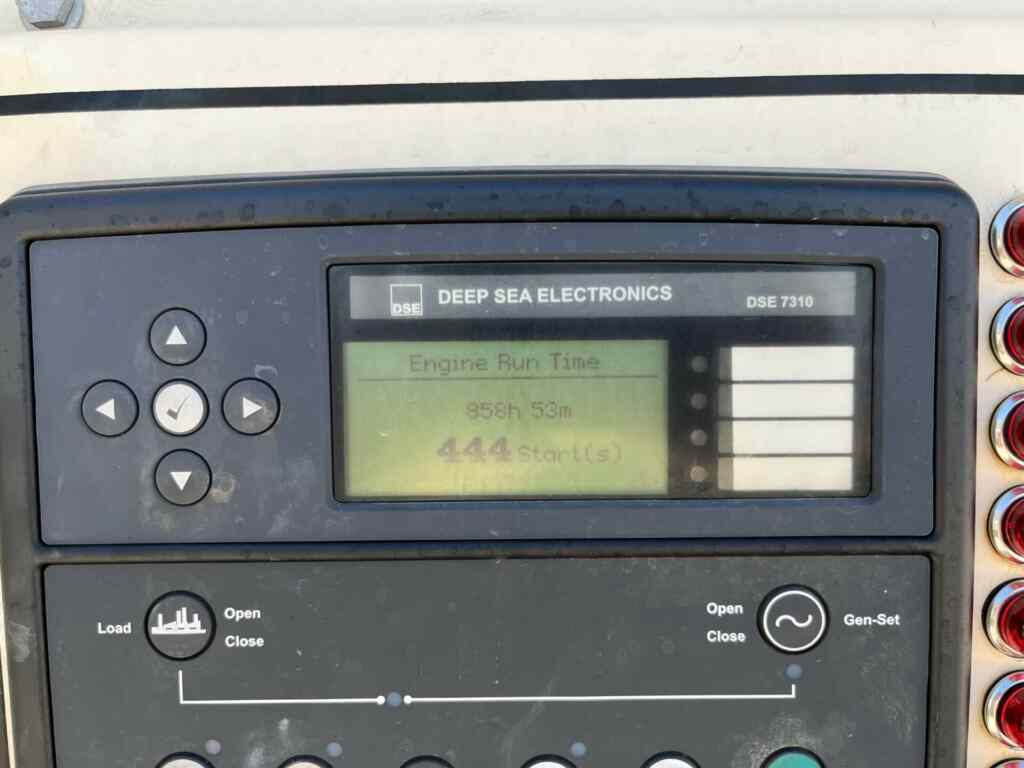 DSE DEEP SEA ELECTRONICS DSE 7310
Engine Run Time
858h 53m
444 Start(s)
Load Open Close
Open Close Gen-Set